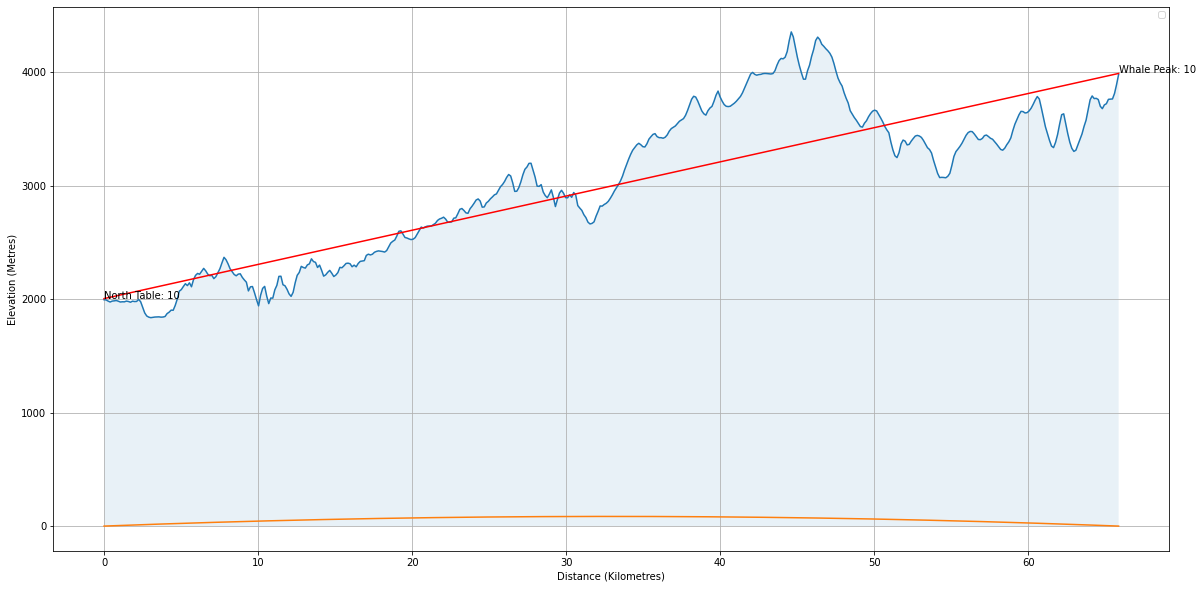 Whale Peak: 10
4000
3000
North Table: 10
2000
1000
0
Elevation (Metres)
0 10 20 30 40 50 60
Distance (Kilometres)